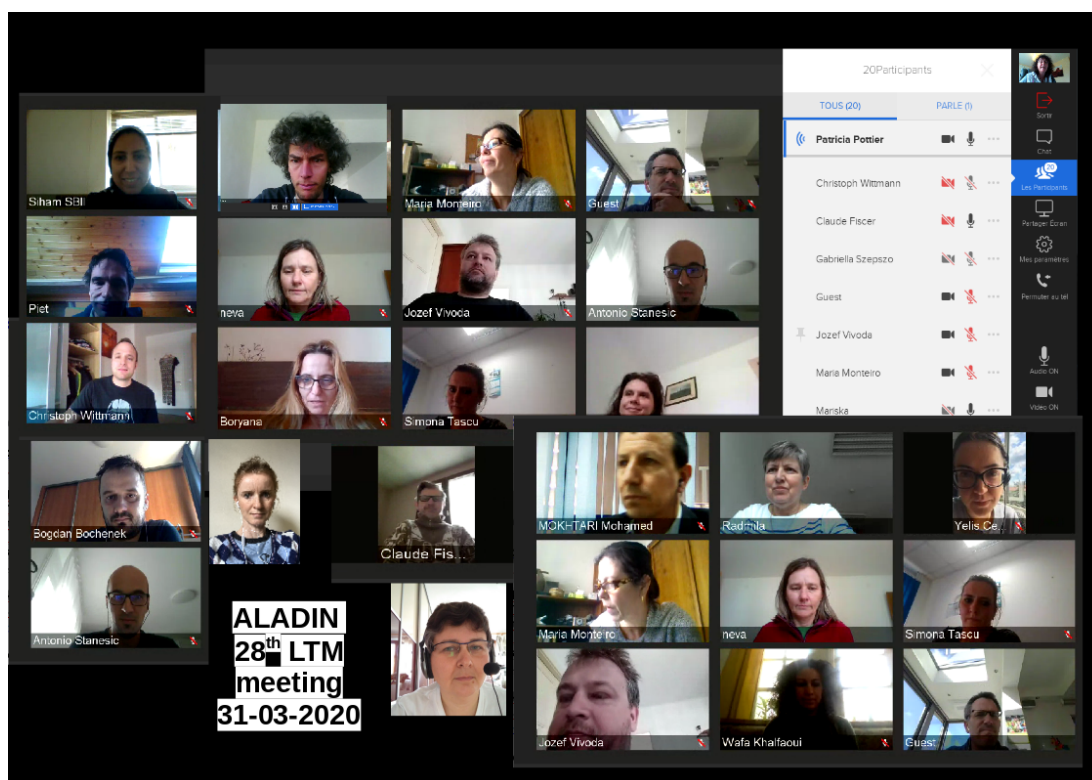 20Participants
TOUS (20)
PARLE (1)
Patricia Pottier
Christoph Wittmann
Claude Fiscer
Gabriella Szepszo
Guest
Jozef Vivoda
Maria Monteiro
Mariska
Sortir
Chat
20
Les Participants
Partager Écran
Mes paramètres
Permuter au tél
Audio ON
Video ON
Siham SBII
Maria Monteiro
Guest
Piet
neva
Jozef Vivoda
Antonio Stanesic
Christoph Wittmann
Boryana
Simona Tascu
Bogdan Bochenek
Claude Fis...
Antonio Stanesic
MOKHTARI Mohamed
Radmila
Yelis Ce...
Maria Monteiro
neva
Simona Tascu
Jozef Vivoda
Wafa Khalfaoui
Guest
ALADIN
28th LTM
meeting
31-03-2020